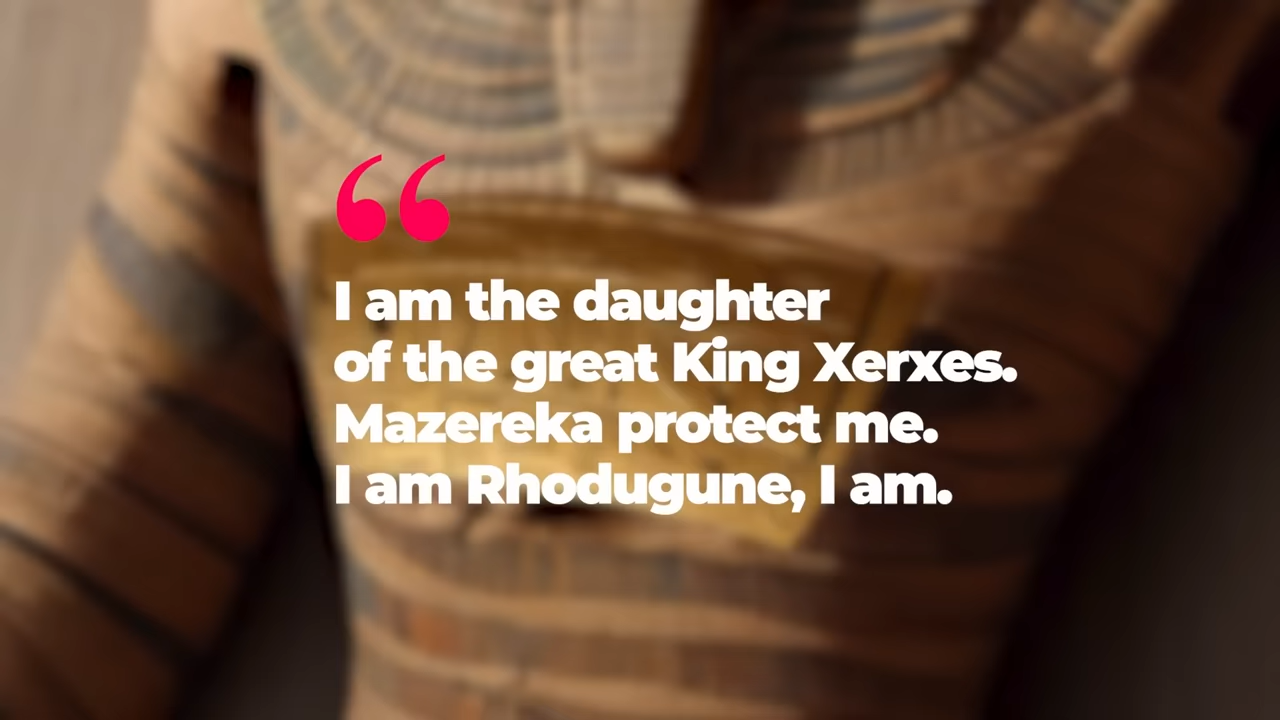 “
I am the daughter
of the great King Xerxes.
Mazereka protect me.
I am Rhodugune, I am.